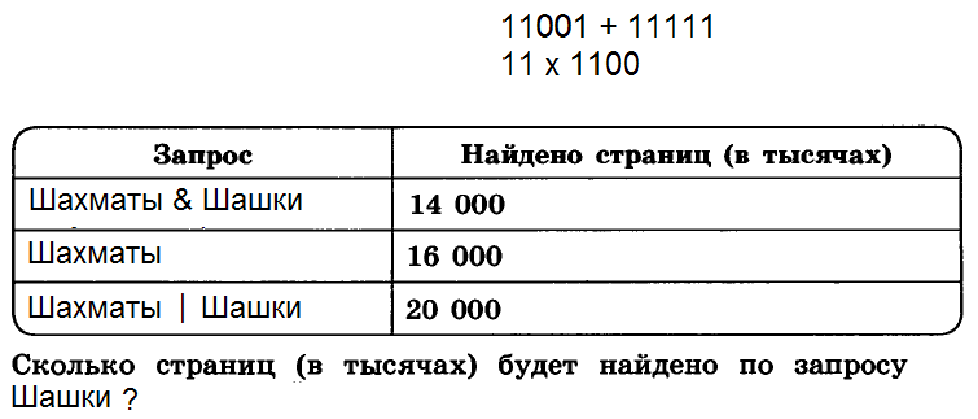 11001 + 11111
11 x 1100
Запрос Найдено страниц (в тысячах)
Шахматы & Шашки 14 000
Шахматы 16 000
Шахматы | Шашки 20 000
Сколько страниц (в тысячах) будет найдено по запросу
Шашки ?